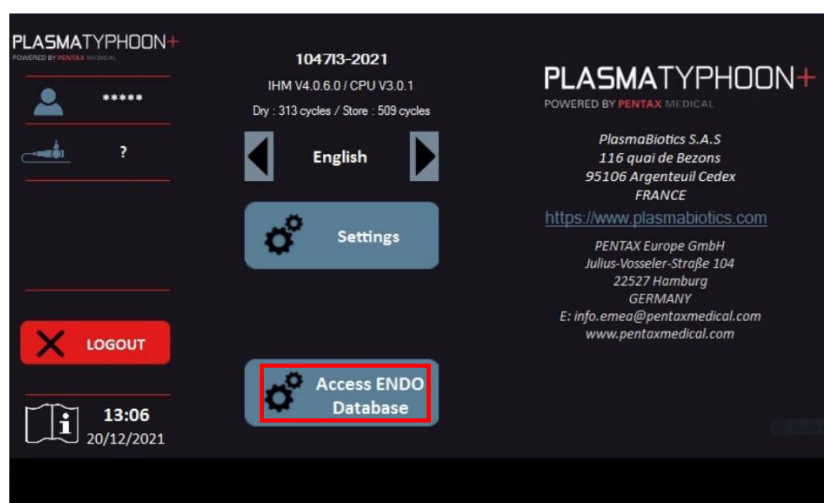 PLASMATYPHOON+
POWERED BY PENTAX MEDICAL
*****
?
LOGOUT
13:06
20/12/2021
104713-2021
IHM V4.0.6.0 / CPU V3.0.1
Dry : 313 cycles / Store : 509 cycles
English
Settings
Access ENDO
Database
PLASMATYPHOON+
POWERED BY PENTAX MEDICAL
PlasmaBiotics S.A.S
116 quai de Bezons
95106 Argenteuil Cedex
FRANCE
https://www.plasmabiotics.com
PENTAX Europe GmbH
Julius-Vosseler-Straße 104
22527 Hamburg
GERMANY
E: info.emea@pentaxmedical.com
www.pentaxmedical.com